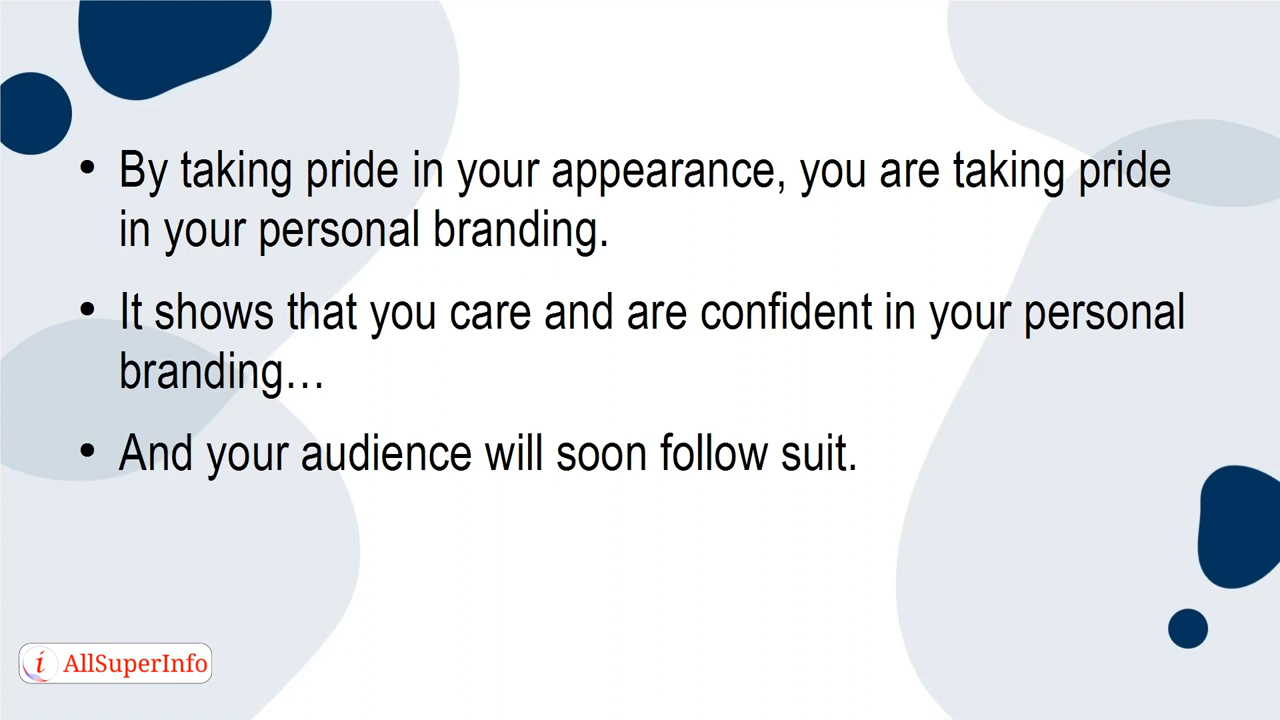 • By taking pride in your appearance, you are taking pride
in your personal branding.
• It shows that you care and are confident in your personal
branding…
• And your audience will soon follow suit.
i AllSuperInfo